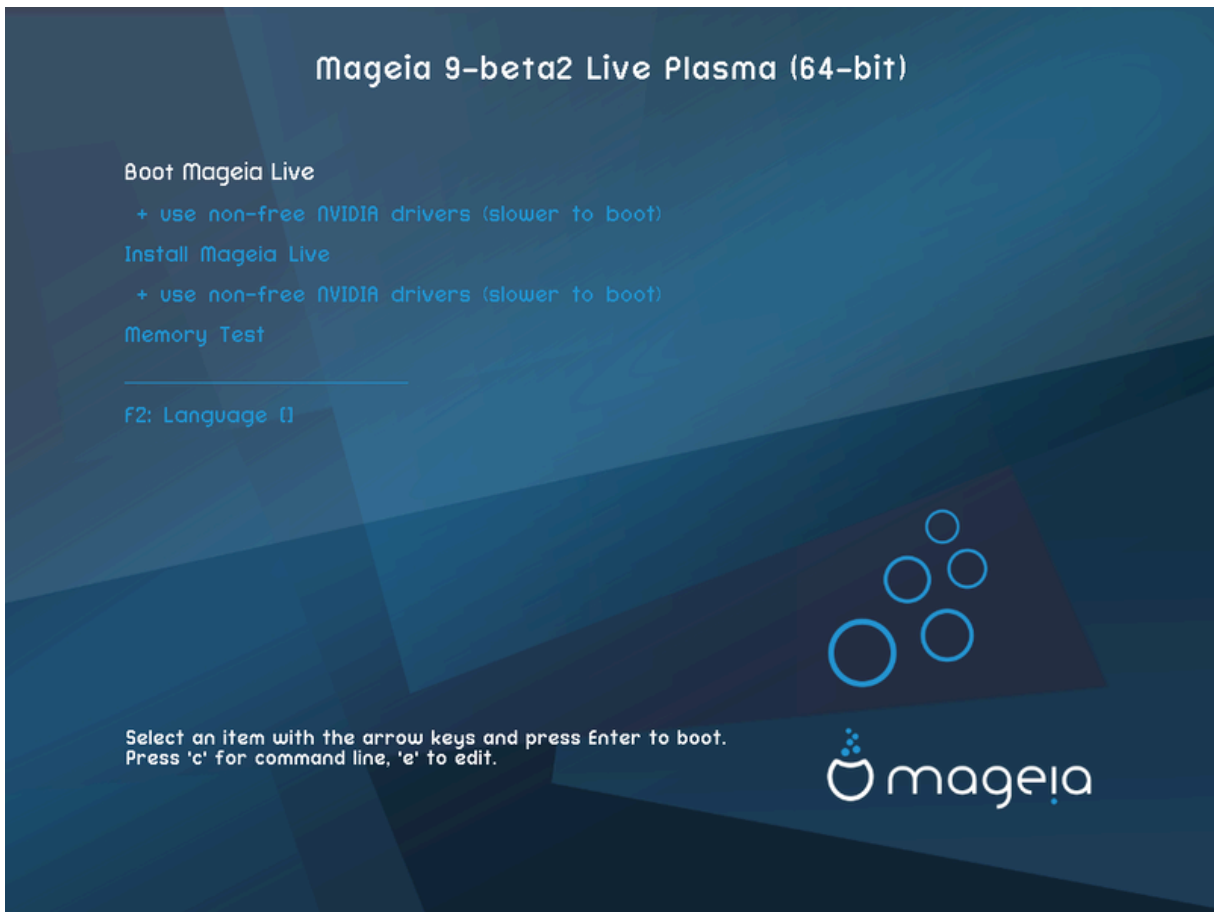 Mageia 9-beta2 Live Plasma (64-bit)
Boot Mageia Live
+ use non-free NVIDIA drivers (slower to boot)
Install Mageia Live
+ use non-free NVIDIA drivers (slower to boot)
Memory Test
F2: Language []
Select an item with the arrow keys and press Enter to boot.
Press 'c' for command line, 'e' to edit.
mageia